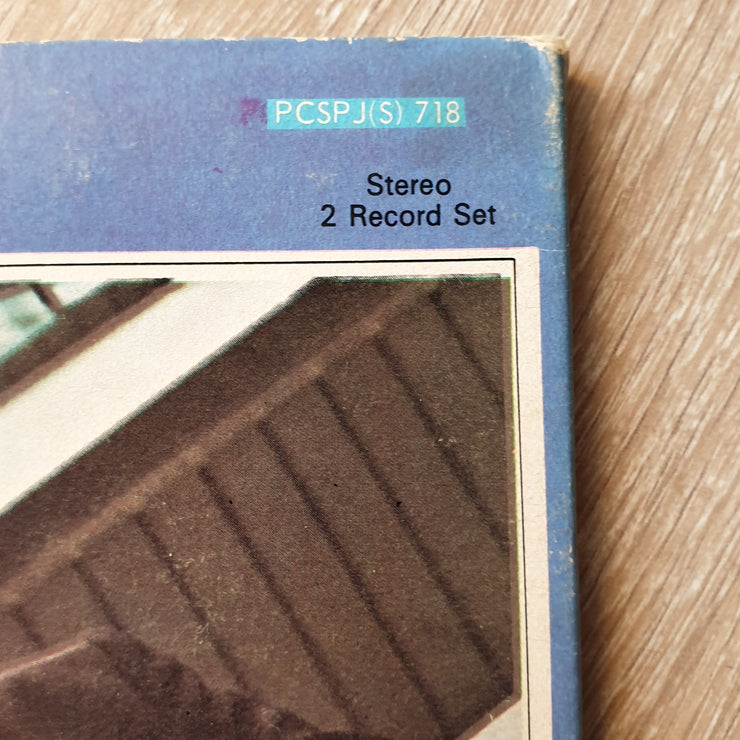 PCSPJ(S) 718
Stereo
2 Record Set